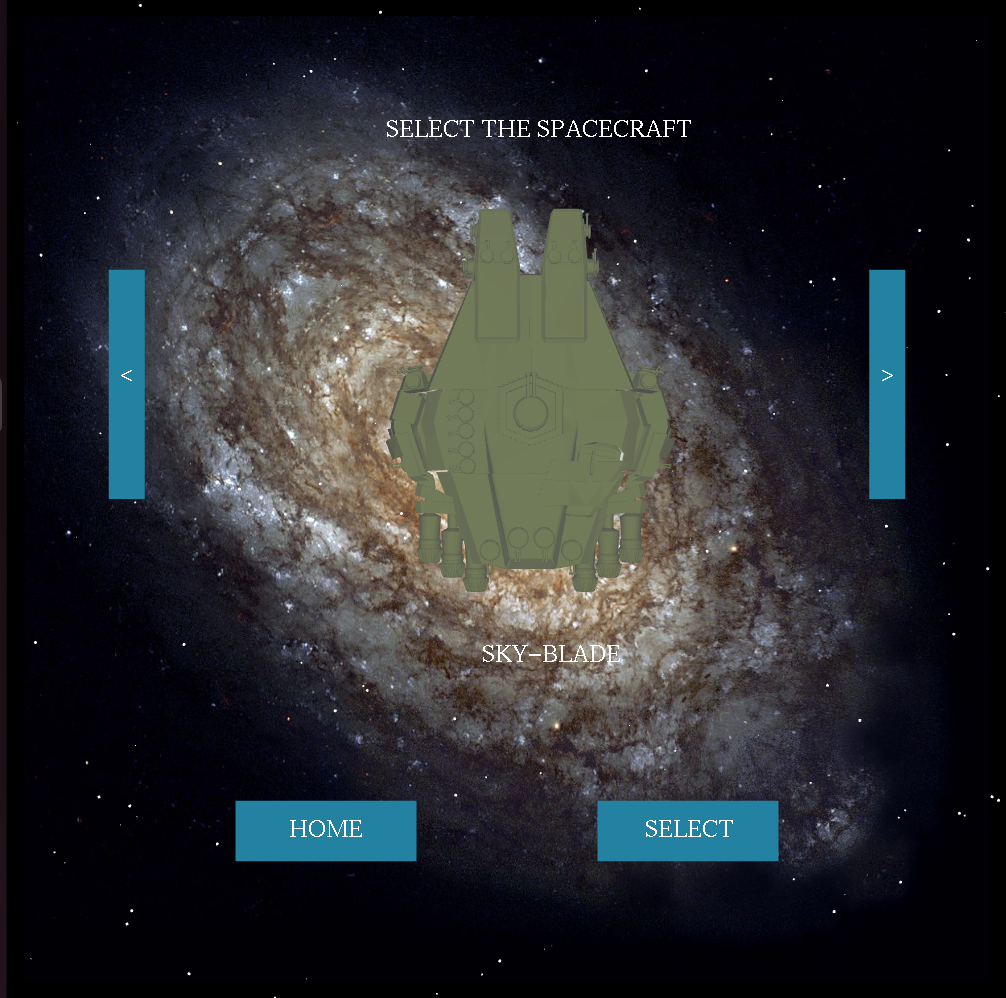 SELECT THE SPACECRAFT
<
>
SKY-BLADE
HOME
SELECT